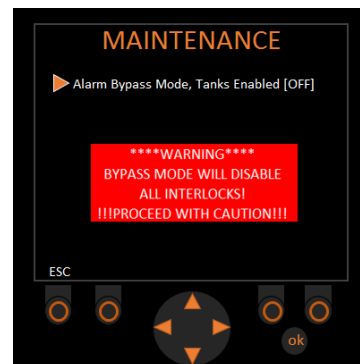 MAINTENANCE
Alarm Bypass Mode, Tanks Enabled [OFF]
****WARNING****
BYPASS MODE WILL DISABLE
ALL INTERLOCKS!
!!!PROCEED WITH CAUTION!!!
ESC
ok